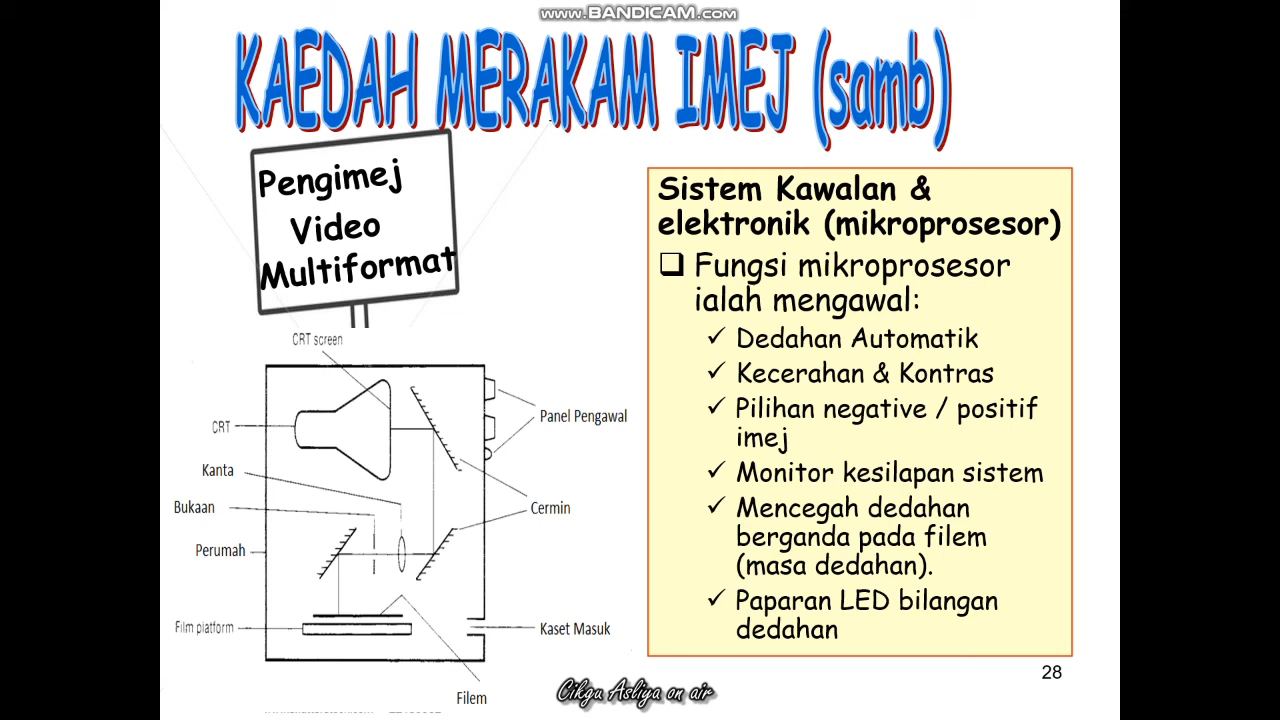 www.BANDICAM.com
KAEDAH MERAKAM IMEJ (samb)
Pengimej
Video
Multiformat
Sistem Kawalan &
elektronik (mikroprosesor)
Fungsi mikroprosesor
ialah mengawal:
Dedahan Automatik
Kecerahan & Kontras
Pilihan negative / positif
imej
Monitor kesilapan sistem
Mencegah dedahan
berganda pada filem
(masa dedahan).
Paparan LED bilangan
dedahan
CRT screen
CRT
Panel Pengawal
Kanta
Bukaan
Cermin
Perumah
Film platform
Kaset Masuk
Filem
28
Cikgu Asliya on air